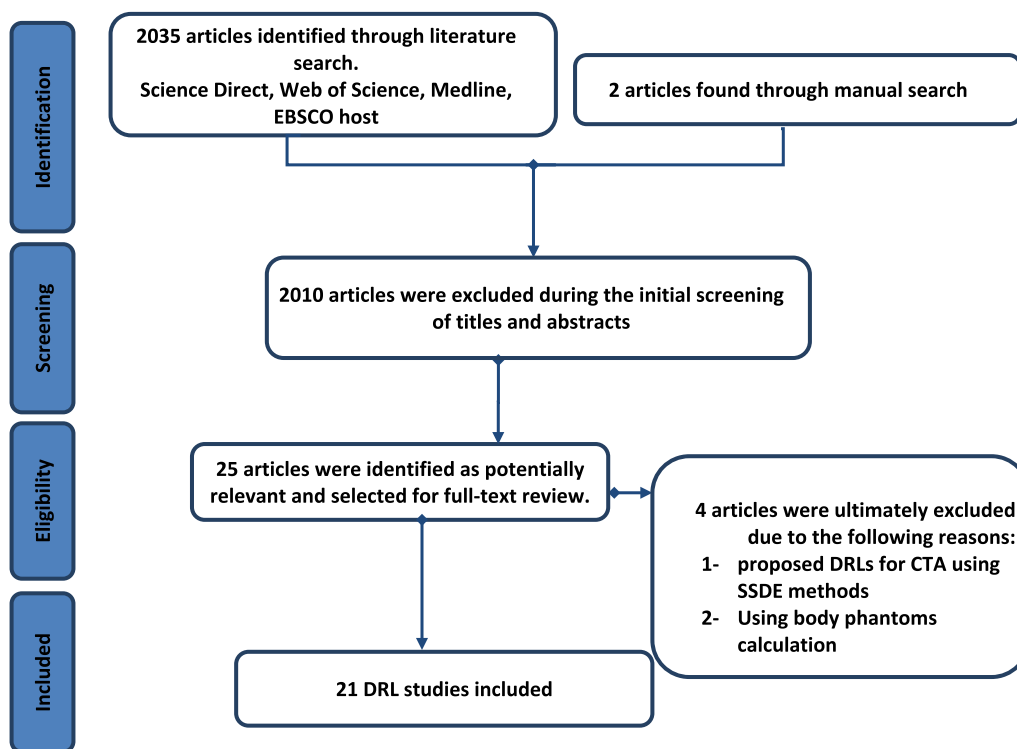 Identification
2035 articles identified through literature
search.
Science Direct, Web of Science, Medline,
EBSCO host
2 articles found through manual search
Screening
2010 articles were excluded during the initial screening
of titles and abstracts
Eligibility
25 articles were identified as potentially
relevant and selected for full-text review.
4 articles were ultimately excluded
due to the following reasons:
1- proposed DRLs for CTA using
SSDE methods
2- Using body phantoms
calculation
Included
21 DRL studies included